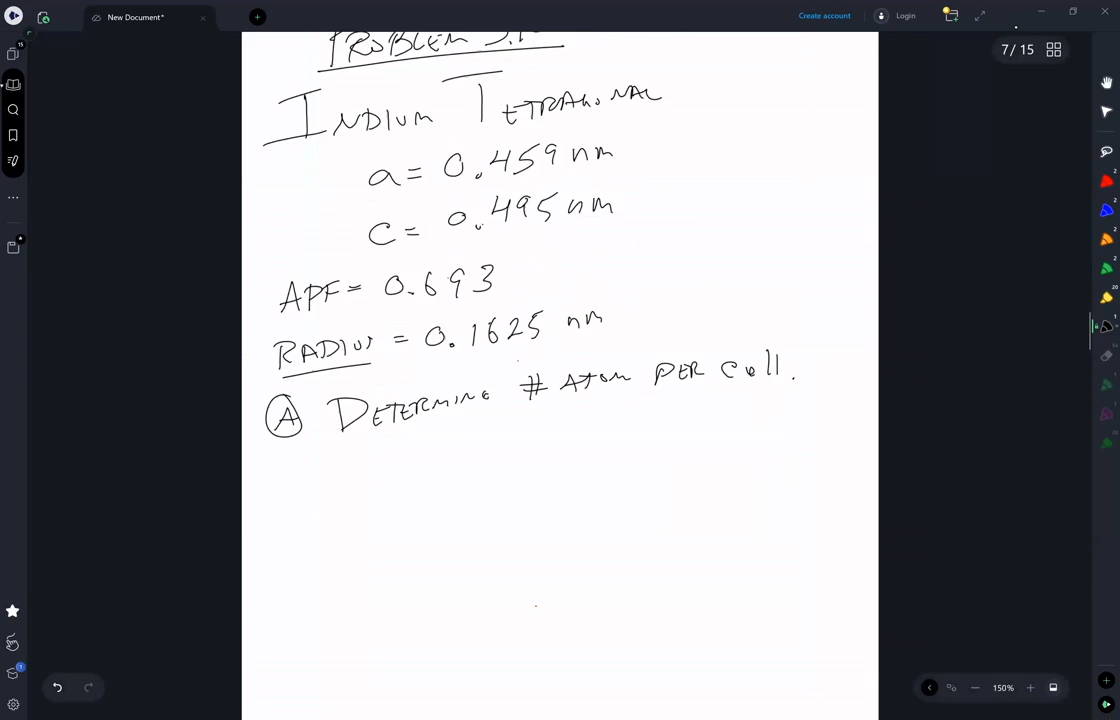 New Document*
Create account
Login
7 / 15
PROBLEM
INDIUM TETRAGONAL
a = 0.459 nm
c = 0.495 nm
APF = 0.693
RADIUS = 0.1625 nm
A DETERMINE # ATOM PER Cell.
150%